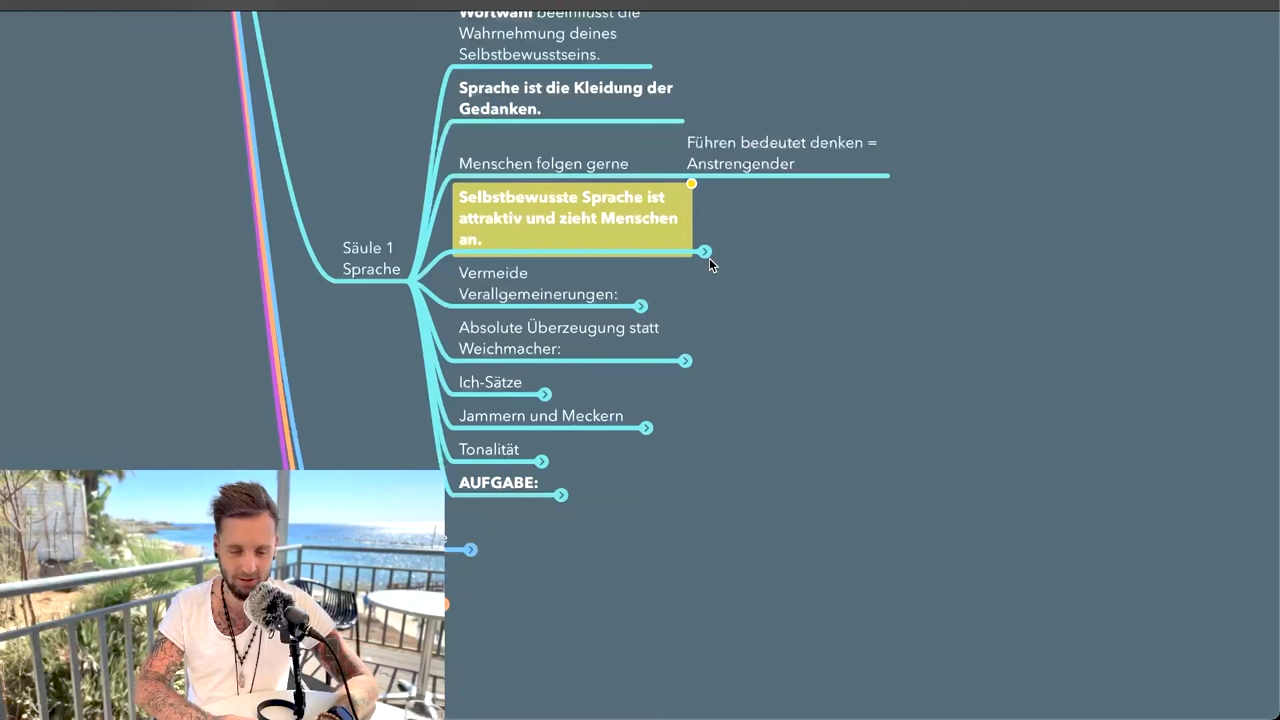 Wortwahl beeinflusst die
Wahrnehmung deines
Selbstbewusstseins.
Sprache ist die Kleidung der
Gedanken.
Führen bedeutet denken =
Anstrengender
Menschen folgen gerne
Selbstbewusste Sprache ist
attraktiv und zieht Menschen
an.
Säule 1
Sprache
Vermeide
Verallgemeinerungen:
Absolute Überzeugung statt
Weichmacher:
Ich-Sätze
Jammern und Meckern
Tonalität
AUFGABE: